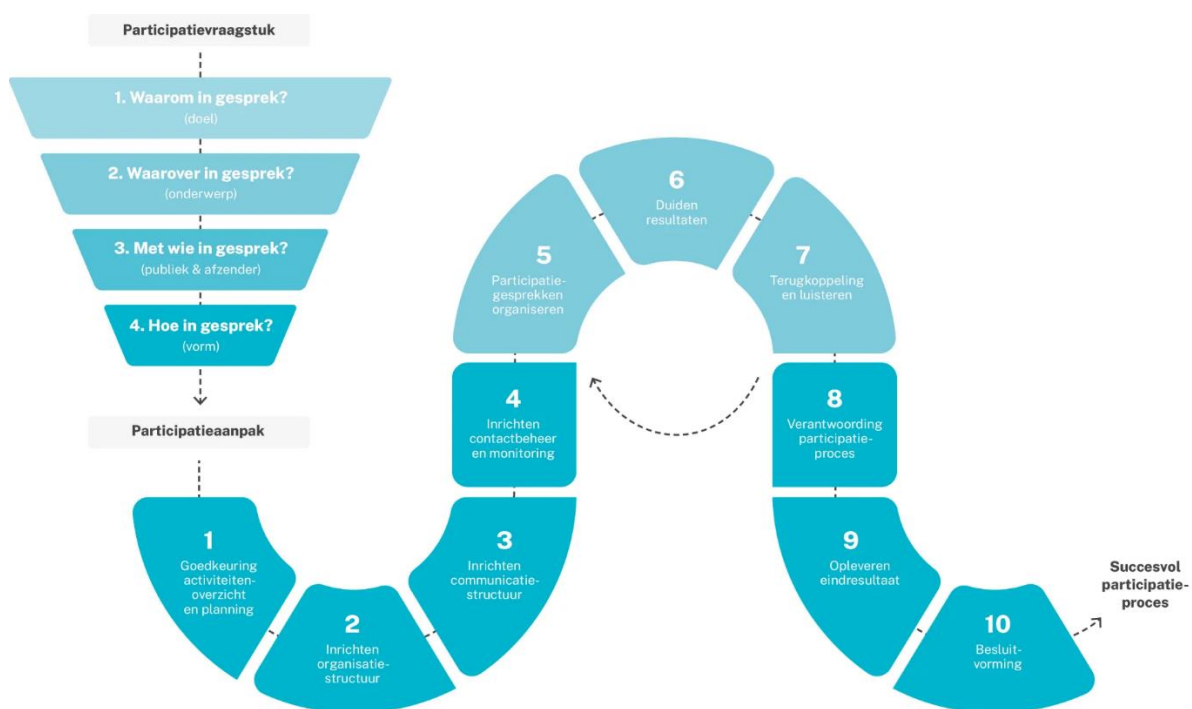 Participatievraagstuk
1. Waarom in gesprek?
(doel)
2. Waarover in gesprek?
(onderwerp)
3. Met wie in gesprek?
(publiek & afzender)
4. Hoe in gesprek?
(vorm)
Participatieaanpak
1
Goedkeuring
activiteiten-
overzicht
en planning
2
Inrichten
organisatie-
structuur
3
Inrichten
communicatie-
structuur
4
Inrichten
contactbeheer
en monitoring
5
Participatie-
gesprekken
organiseren
6
Duiden
resultaten
7
Terugkoppeling
en luisteren
8
Verantwoording
participatie-
proces
9
Opleveren
eindresultaat
10
Besluit-
vorming
Succesvol
participatie-
proces